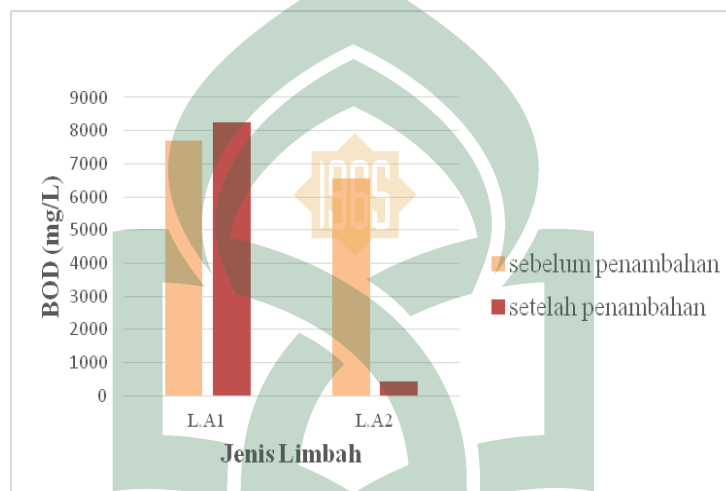 9000
8000
7000
6000
5000
4000
3000
2000
1000
0
BOD (mg/L)
1965
L.A1
L.A2
Jenis Limbah
sebelum penambahan
setelah penambahan